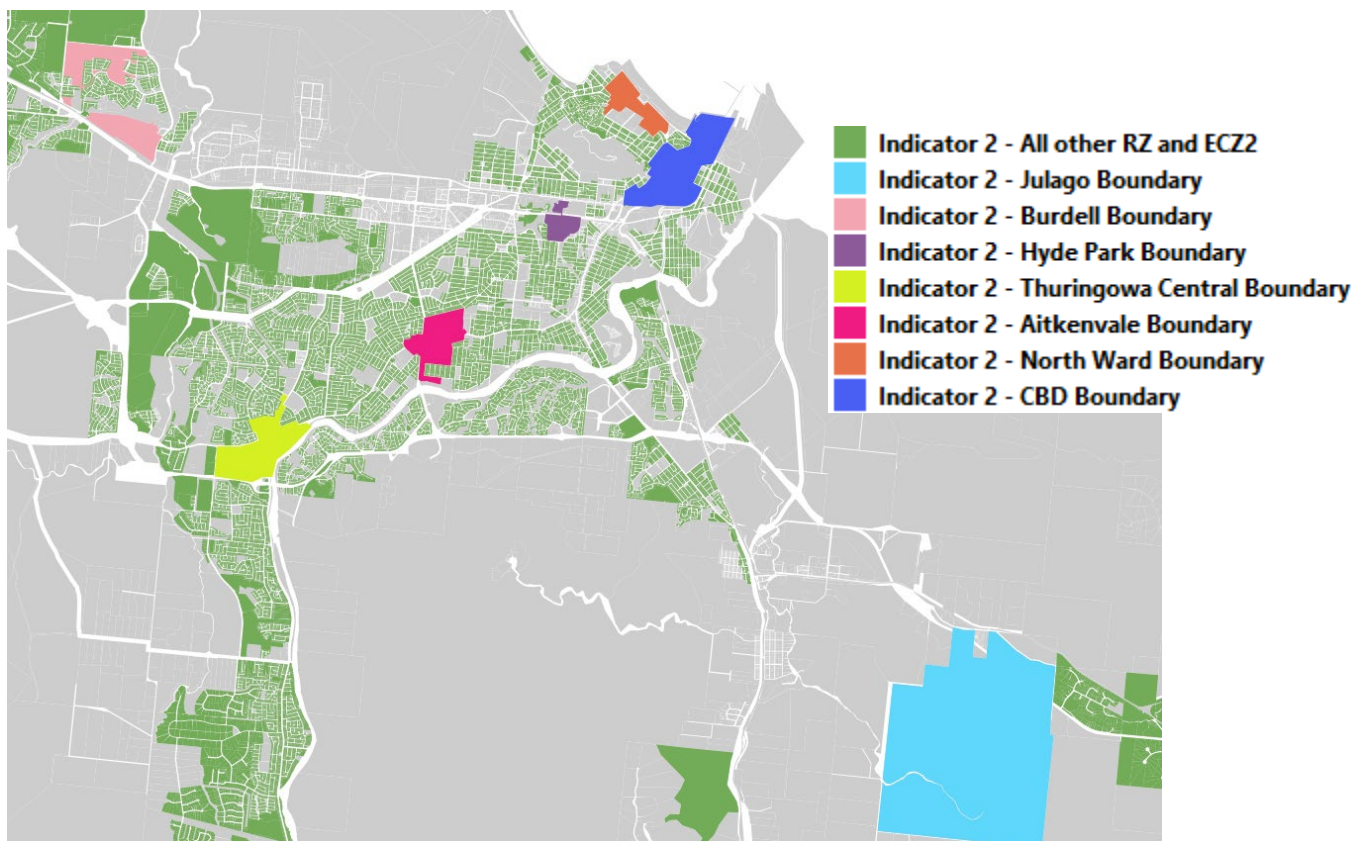 Indicator 2 - All other RZ and ECZ2
Indicator 2 - Julago Boundary
Indicator 2 - Burdell Boundary
Indicator 2 - Hyde Park Boundary
Indicator 2 - Thuringowa Central Boundary
Indicator 2 - Aitkenvale Boundary
Indicator 2 - North Ward Boundary
Indicator 2 - CBD Boundary